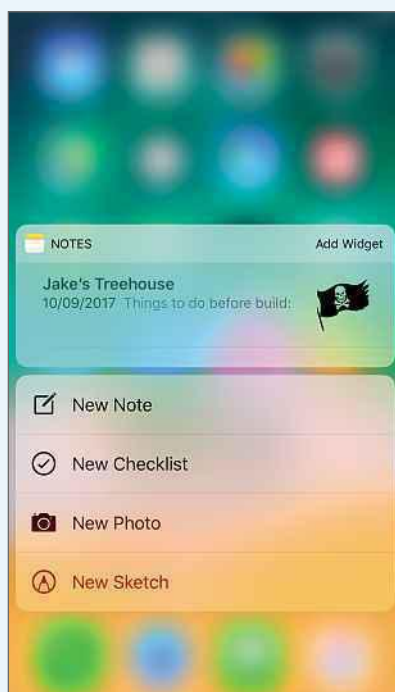 NOTES Add Widget
Jake's Treehouse
10/09/2017 Things to do before build:
New Note
New Checklist
New Photo
New Sketch